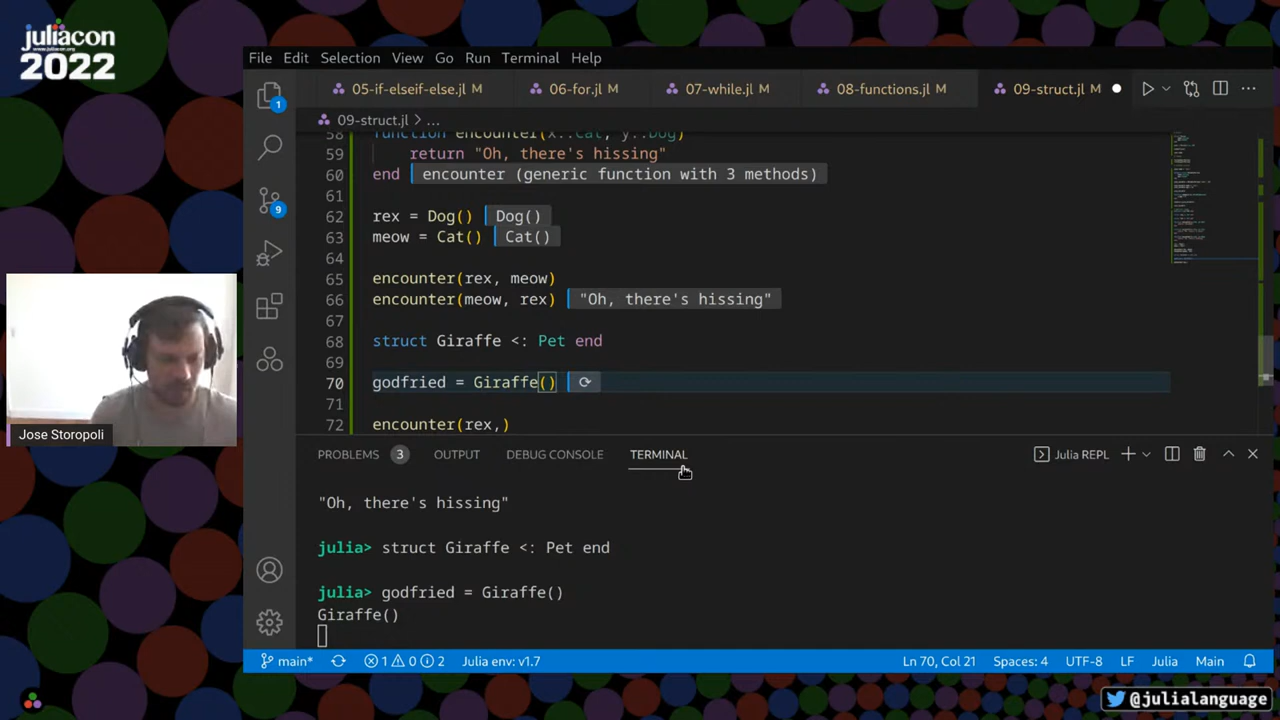 juliacon
www.juliacon.org
2022
File Edit Selection View Go Run Terminal Help
05-if-elseif-else.jl M 06-for.jl M 07-while.jl M 08-functions.jl M 09-struct.jl M
09-struct.jl > ...
58 function encounter(x::Cat, y::Dog)
59 return "Oh, there's hissing"
60 end encounter (generic function with 3 methods)
61
62 rex = Dog() Dog()
63 meow = Cat() Cat()
64
65 encounter(rex, meow)
66 encounter(meow, rex) "Oh, there's hissing"
67
68 struct Giraffe <: Pet end
69
70 godfried = Giraffe()
71
72 encounter(rex,)
1
9
Jose Storopoli
PROBLEMS 3 OUTPUT DEBUG CONSOLE TERMINAL Julia REPL
"Oh, there's hissing"
julia> struct Giraffe <: Pet end
julia> godfried = Giraffe()
Giraffe()
main* 1 0 2 Julia env: v1.7 Ln 70, Col 21 Spaces: 4 UTF-8 LF Julia Main
@julialanguage